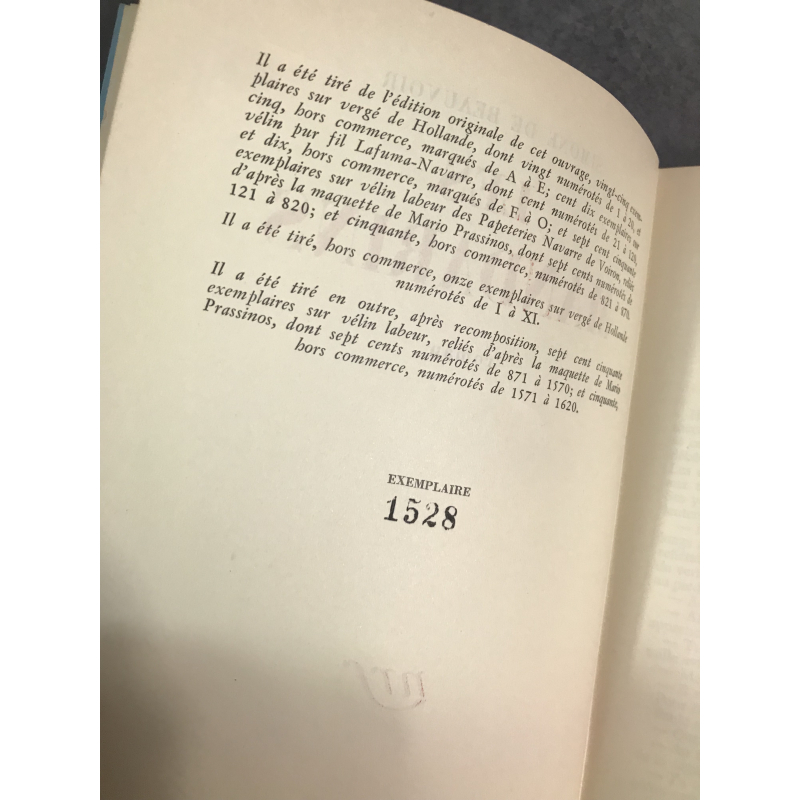 Il a été tiré de l'édition originale de cet ouvrage, vingt-cinq exem-
plaires sur vergé de Hollande, dont vingt numérotés de 1 à 20, et
cinq, hors commerce, marqués de A à E; cent dix exemplaires sur
vélin pur fil Lafuma-Navarre, dont cent numérotés de 21 à 120,
et dix, hors commerce, marqués de F à O; et sept cent cinquante
exemplaires sur vélin labeur des Papeteries Navarre de Voiron, reliés
d'après la maquette de Mario Prassinos, dont sept cents numérotés de
121 à 820; et cinquante, hors commerce, numérotés de 821 à 870.
Il a été tiré, hors commerce, onze exemplaires sur vergé de Hollande
numérotés de I à XI.
Il a été tiré en outre, après recomposition, sept cent cinquante
exemplaires sur vélin labeur, reliés d'après la maquette de Mario
Prassinos, dont sept cents numérotés de 871 à 1570; et cinquante,
hors commerce, numérotés de 1571 à 1620.
EXEMPLAIRE
1528
nrf